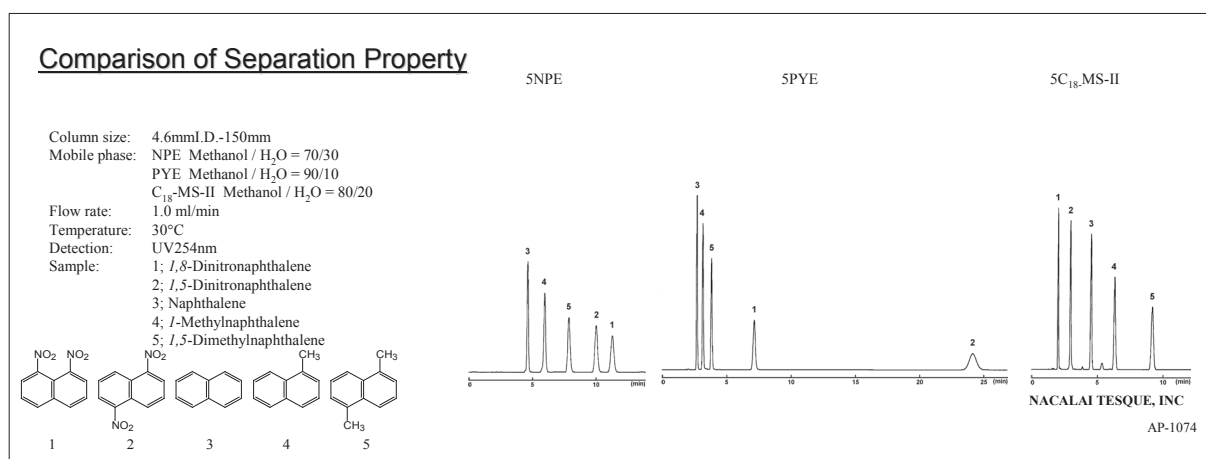 Comparison of Separation Property
5NPE
5PYE
5C18-MS-II
Column size: 4.6mmI.D.-150mm
Mobile phase: NPE Methanol / H2O = 70/30
PYE Methanol / H2O = 90/10
C18-MS-II Methanol / H2O = 80/20
Flow rate: 1.0 ml/min
Temperature: 30°C
Detection: UV254nm
Sample: 1; 1,8-Dinitronaphthalene
2; 1,5-Dinitronaphthalene
3; Naphthalene
4; 1-Methylnaphthalene
5; 1,5-Dimethylnaphthalene
NO2 NO2
NO2
NO2
CH3
CH3
CH3
1 2 3 4 5
3
4
5
2
1
5 10 (min)
3
4
5
1
2
5 10 15 20 25 (min)
1
2
3
4
5
5 10 (min)
NACALAI TESQUE, INC
AP-1074